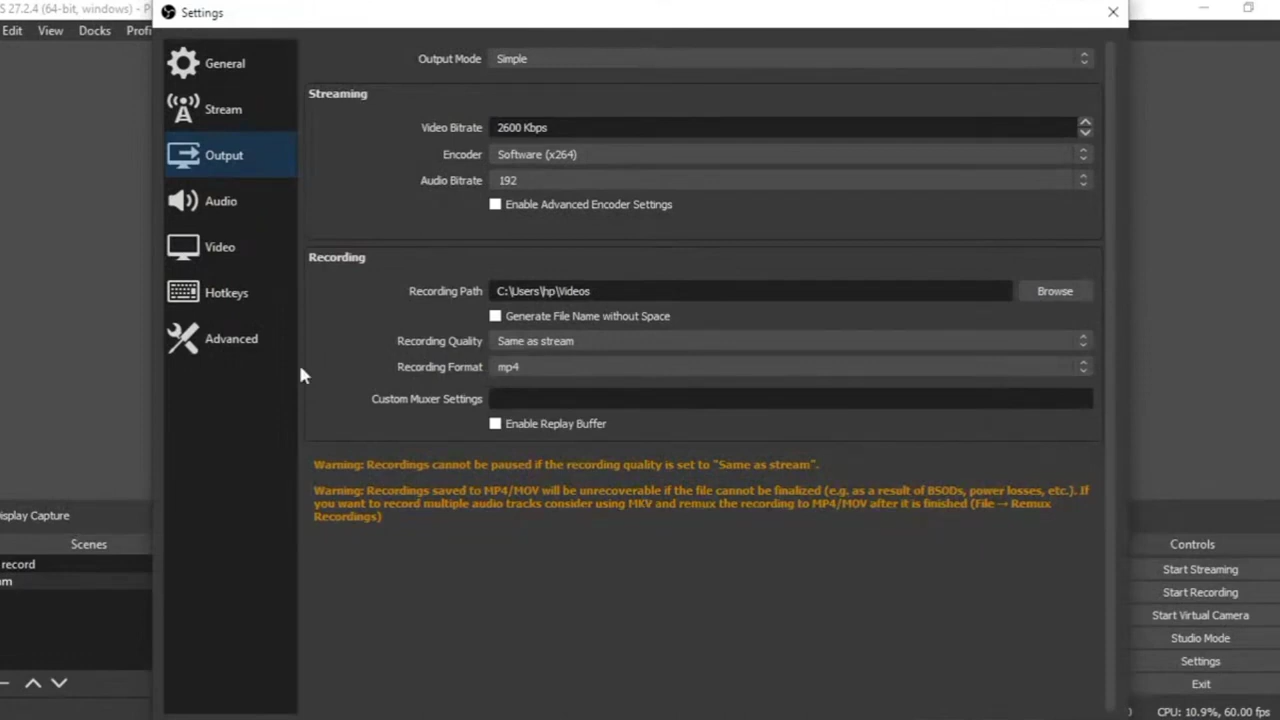 S 27.2.4 (64-bit, windows) - P
Settings
Edit View Docks Profi
General
Stream
Output
Audio
Video
Hotkeys
Advanced
Output Mode Simple
Streaming
Video Bitrate 2600 Kbps
Encoder Software (x264)
Audio Bitrate 192
Enable Advanced Encoder Settings
Recording
Recording Path C:\Users\hp\Videos Browse
Generate File Name without Space
Recording Quality Same as stream
Recording Format mp4
Custom Muxer Settings
Enable Replay Buffer
Warning: Recordings cannot be paused if the recording quality is set to "Same as stream".
Warning: Recordings saved to MP4/MOV will be unrecoverable if the file cannot be finalized (e.g. as a result of BSODs, power losses, etc.). If
you want to record multiple audio tracks consider using MKV and remux the recording to MP4/MOV after it is finished (File → Remux
Recordings)
isplay Capture
Scenes
record
am
Controls
Start Streaming
Start Recording
Start Virtual Camera
Studio Mode
Settings
Exit
CPU: 10.9%, 60.00 fps